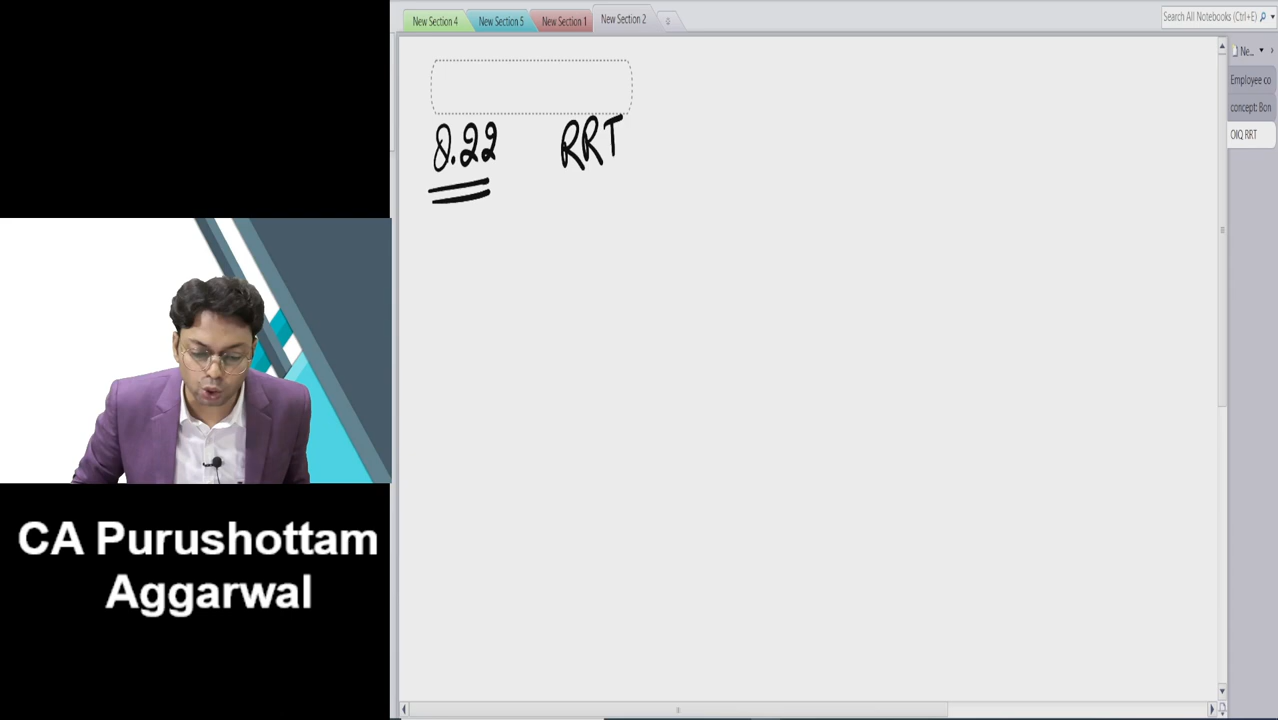 New Section 4
New Section 5
New Section 1
New Section 2
Search All Notebooks (Ctrl+E)
Ne...
Employee co
concept: Bon
OIQ RRT
Q.22 RRT
CA Purushottam
Aggarwal